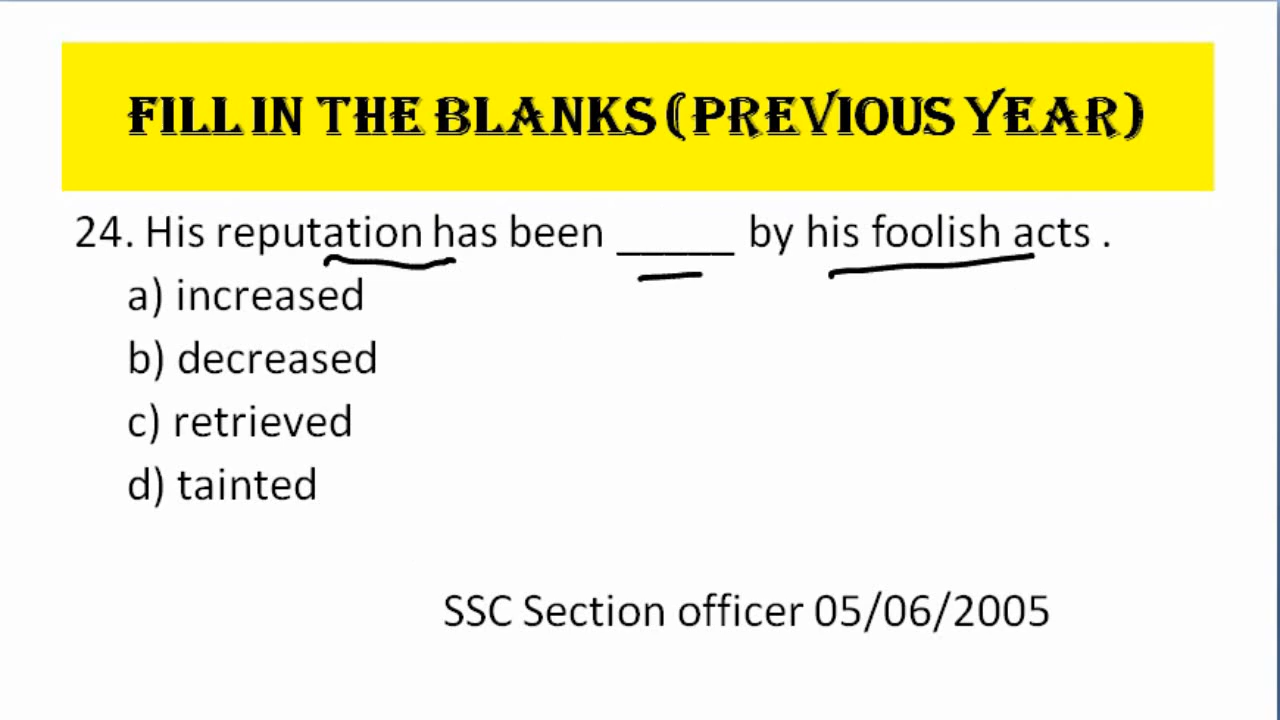 FILL IN THE BLANKS (PREVIOUS YEAR)
24. His reputation has been _____ by his foolish acts .
a) increased
b) decreased
c) retrieved
d) tainted
SSC Section officer 05/06/2005